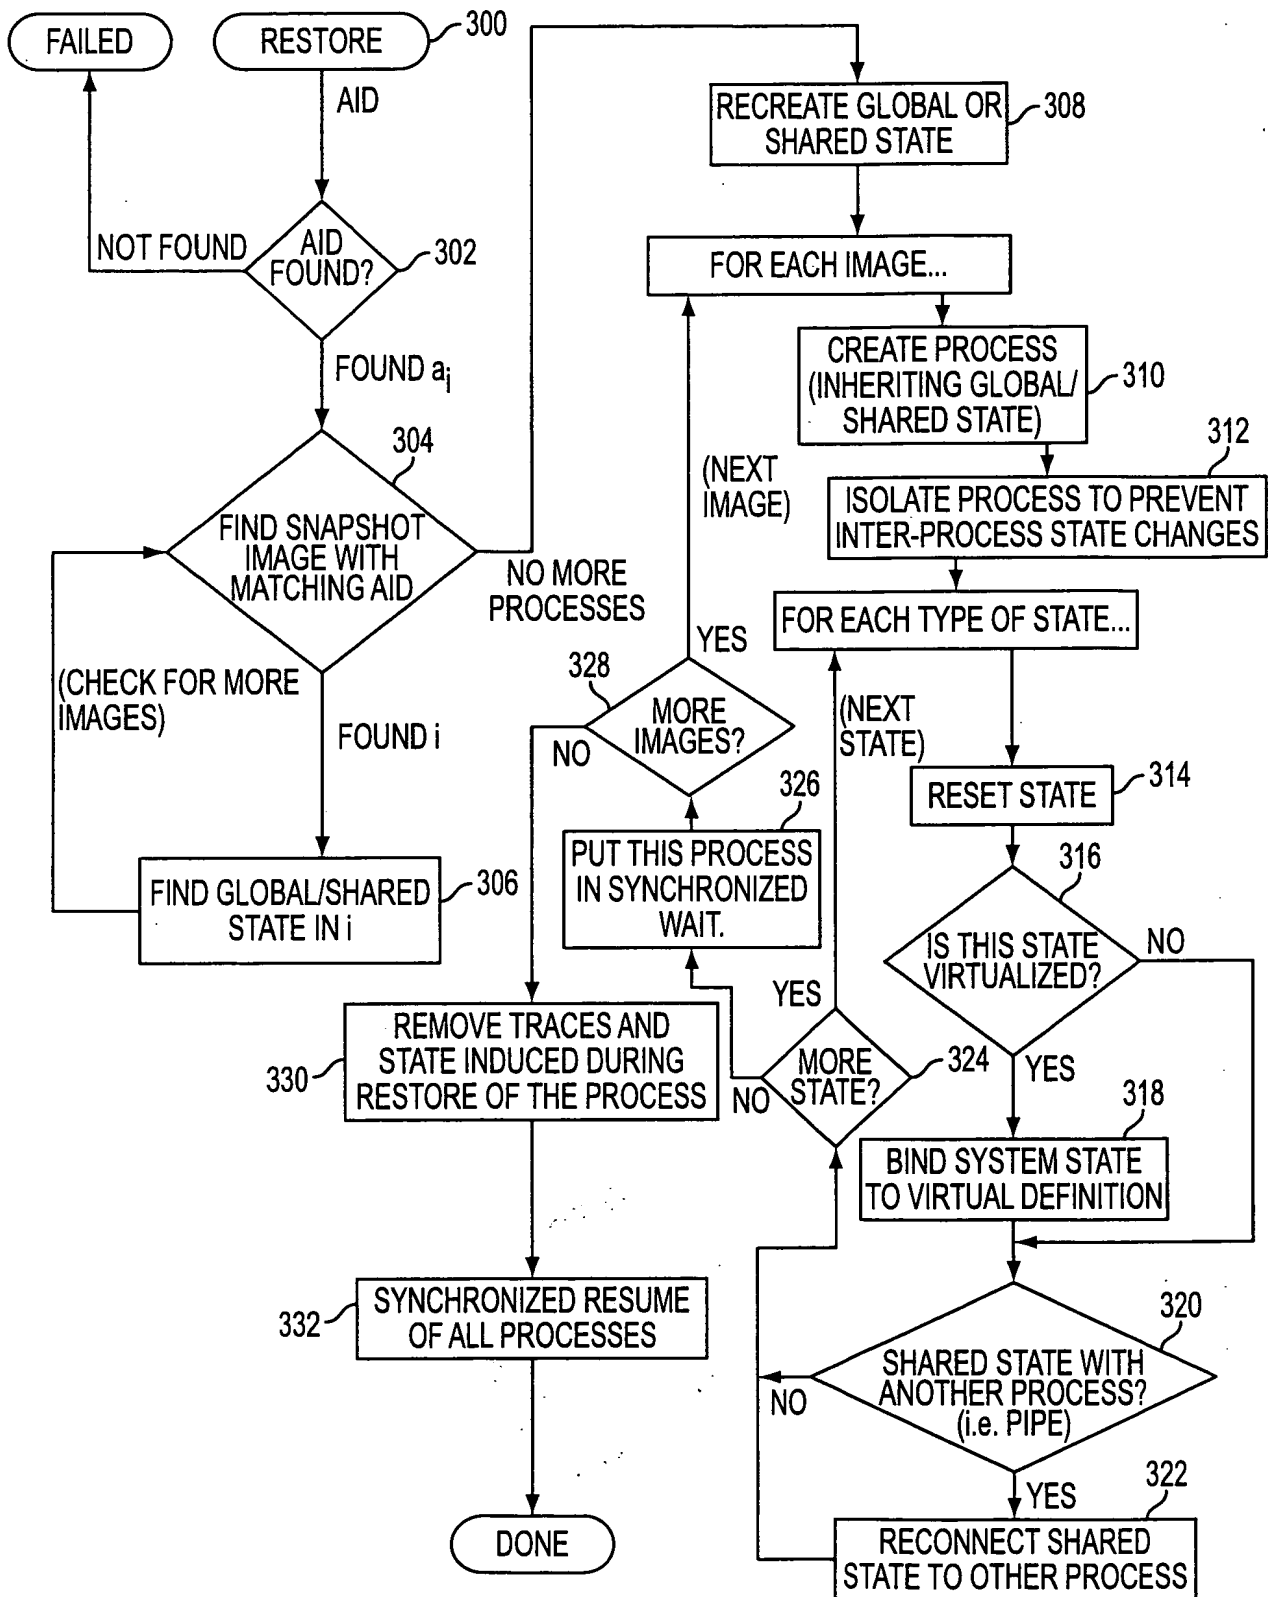 FAILED
RESTORE
300
AID
AID
FOUND?
302
NOT FOUND
FOUND ai
304
FIND SNAPSHOT
IMAGE WITH
MATCHING AID
NO MORE
PROCESSES
(CHECK FOR MORE
IMAGES)
FOUND i
FIND GLOBAL/SHARED
STATE IN i
306
RECREATE GLOBAL OR
SHARED STATE
308
FOR EACH IMAGE...
CREATE PROCESS
(INHERITING GLOBAL/
SHARED STATE)
310
312
ISOLATE PROCESS TO PREVENT
INTER-PROCESS STATE CHANGES
FOR EACH TYPE OF STATE...
(NEXT
IMAGE)
YES
328
MORE
IMAGES?
NO
(NEXT
STATE)
RESET STATE
314
326
PUT THIS PROCESS
IN SYNCHRONIZED
WAIT.
316
IS THIS STATE
VIRTUALIZED?
NO
YES
YES
MORE
STATE?
324
NO
318
BIND SYSTEM STATE
TO VIRTUAL DEFINITION
320
SHARED STATE WITH
ANOTHER PROCESS?
(i.e. PIPE)
NO
YES
322
RECONNECT SHARED
STATE TO OTHER PROCESS
REMOVE TRACES AND
STATE INDUCED DURING
RESTORE OF THE PROCESS
330
SYNCHRONIZED RESUME
OF ALL PROCESSES
332
DONE